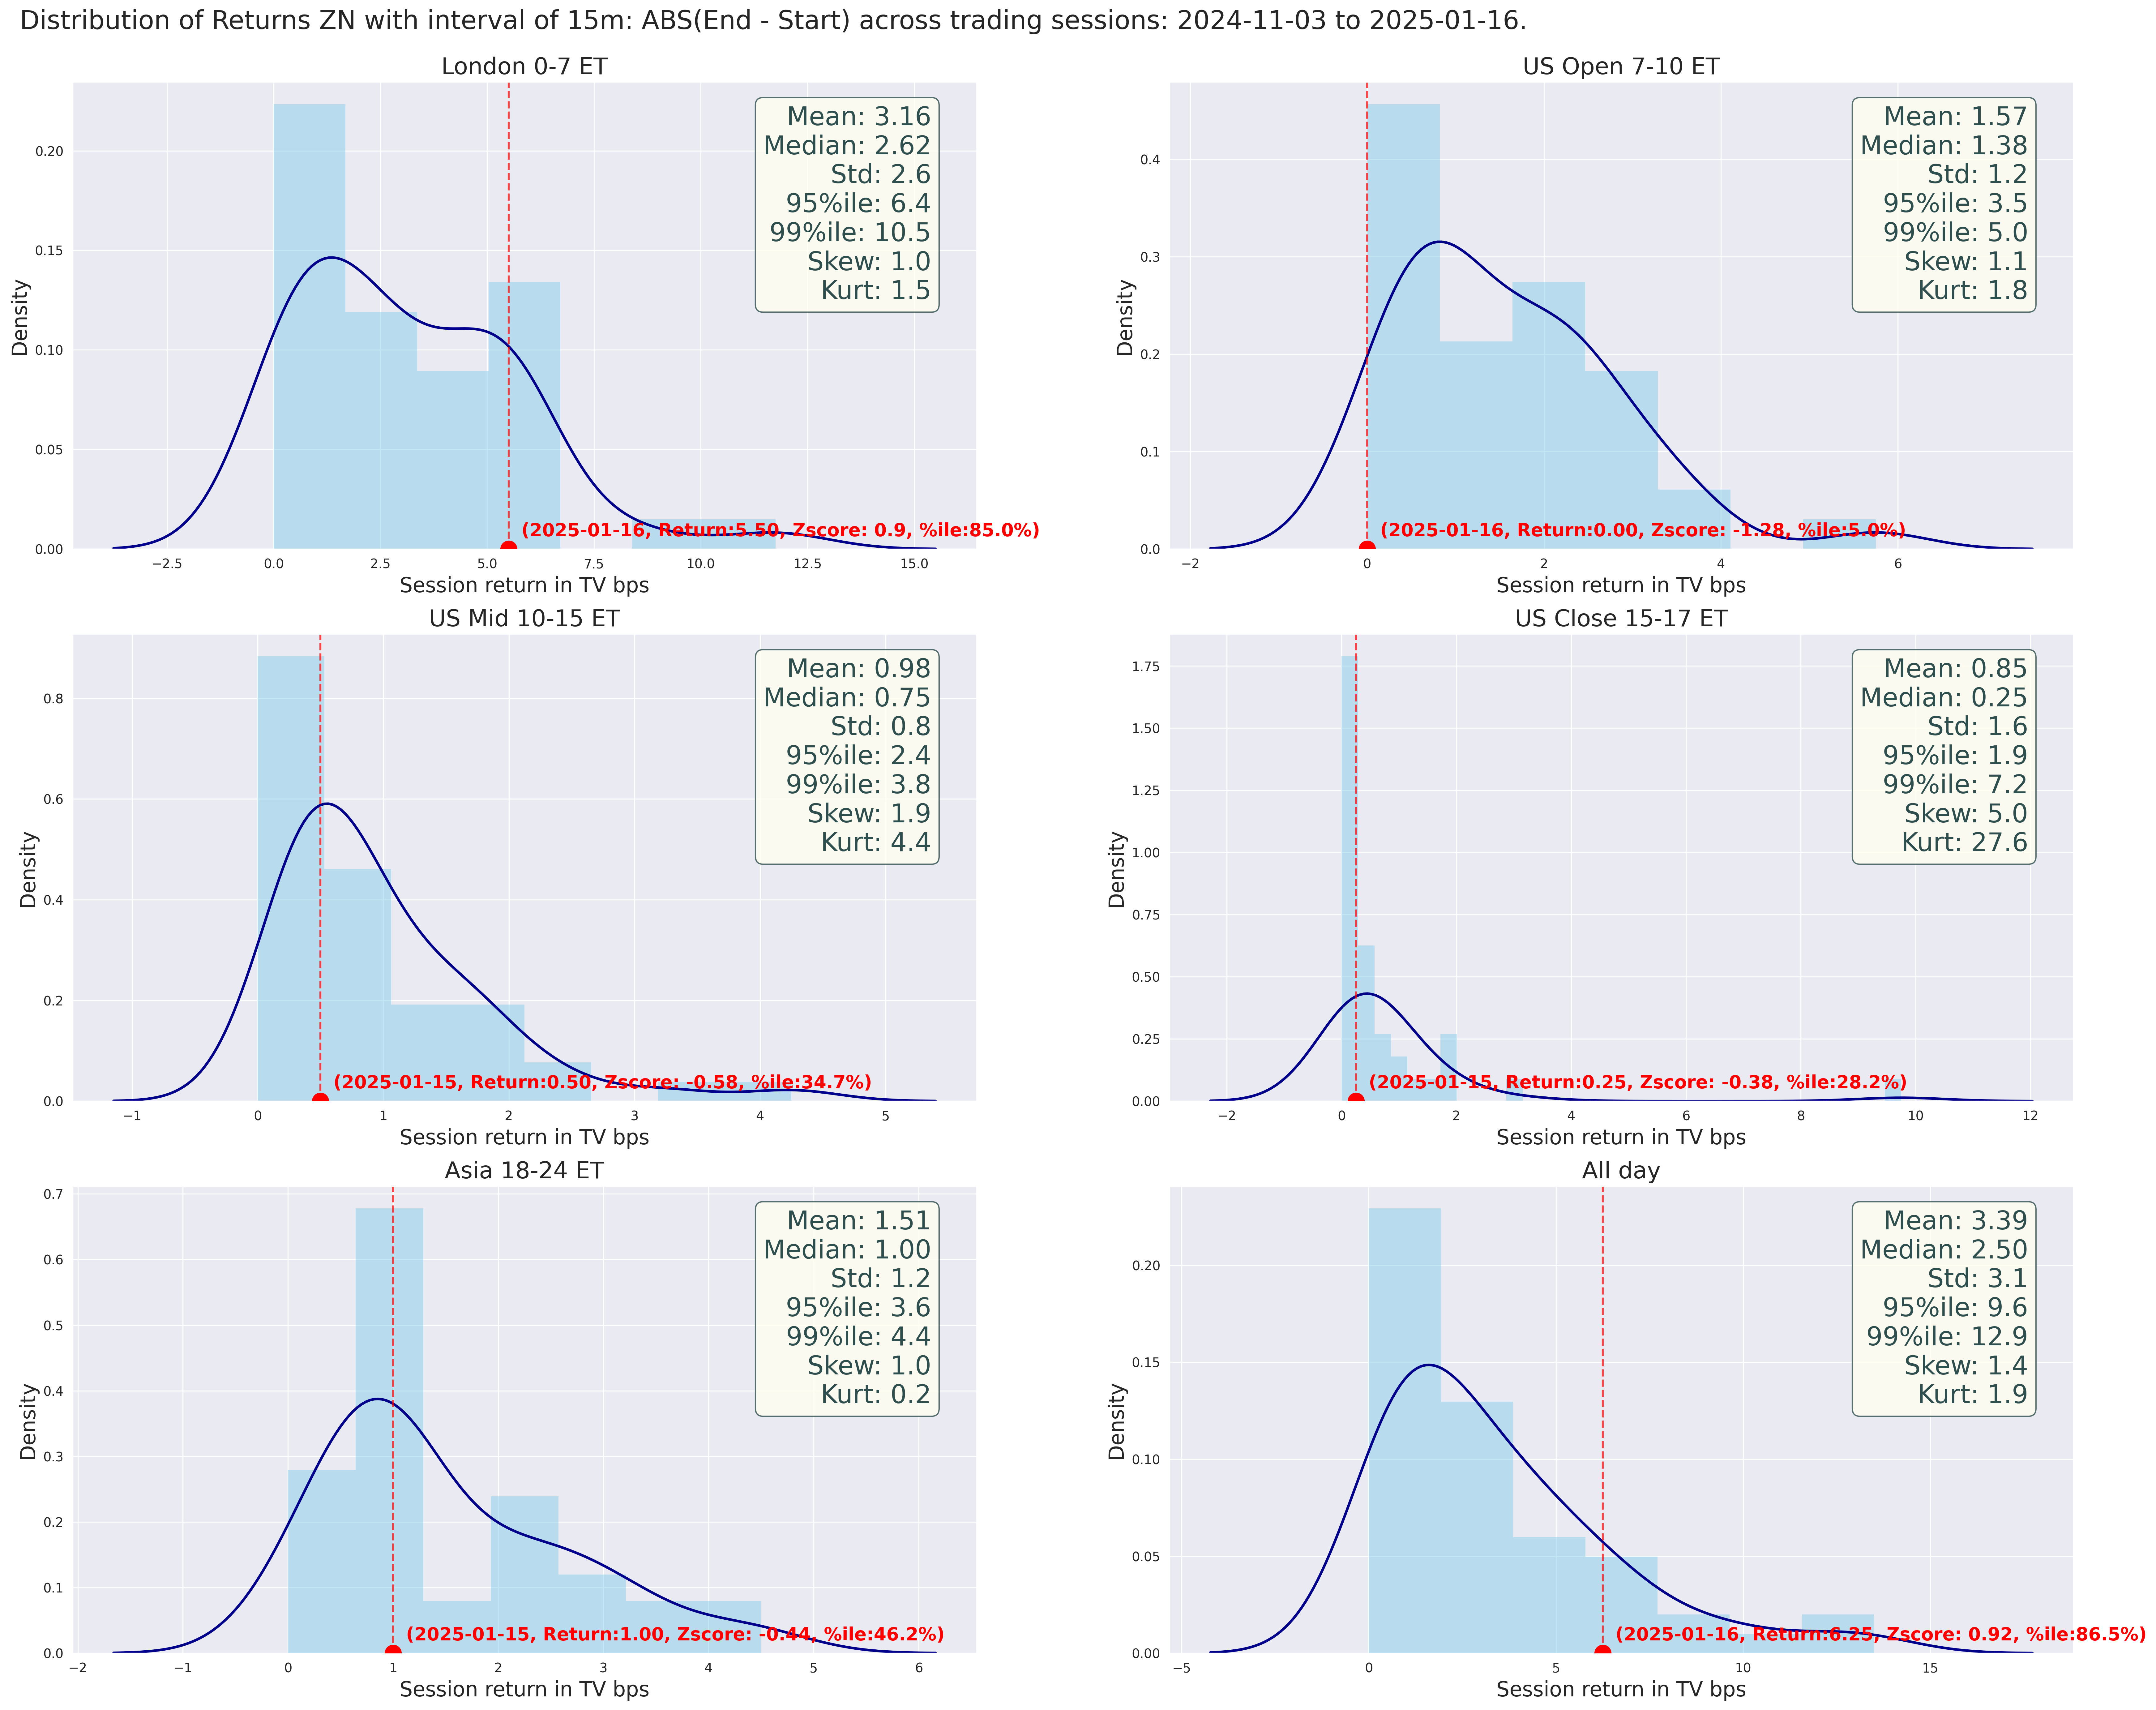 Distribution of Returns ZN with interval of 15m: ABS(End - Start) across trading sessions: 2024-11-03 to 2025-01-16.
London 0-7 ET
Mean: 3.16
Median: 2.62
Std: 2.6
95%ile: 6.4
99%ile: 10.5
Skew: 1.0
Kurt: 1.5
Density
0.20
0.15
0.10
0.05
0.00
(2025-01-16, Return:5.50, Zscore: 0.9, %ile:85.0%)
−2.5 0.0 2.5 5.0 7.5 10.0 12.5 15.0
Session return in TV bps
US Open 7-10 ET
Mean: 1.57
Median: 1.38
Std: 1.2
95%ile: 3.5
99%ile: 5.0
Skew: 1.1
Kurt: 1.8
Density
0.4
0.3
0.2
0.1
0.0
(2025-01-16, Return:0.00, Zscore: -1.28, %ile:5.0%)
−2 0 2 4 6
Session return in TV bps
US Mid 10-15 ET
Mean: 0.98
Median: 0.75
Std: 0.8
95%ile: 2.4
99%ile: 3.8
Skew: 1.9
Kurt: 4.4
Density
0.8
0.6
0.4
0.2
0.0
(2025-01-15, Return:0.50, Zscore: -0.58, %ile:34.7%)
−1 0 1 2 3 4 5
Session return in TV bps
US Close 15-17 ET
Mean: 0.85
Median: 0.25
Std: 1.6
95%ile: 1.9
99%ile: 7.2
Skew: 5.0
Kurt: 27.6
Density
1.75
1.50
1.25
1.00
0.75
0.50
0.25
0.00
(2025-01-15, Return:0.25, Zscore: -0.38, %ile:28.2%)
−2 0 2 4 6 8 10 12
Session return in TV bps
Asia 18-24 ET
Mean: 1.51
Median: 1.00
Std: 1.2
95%ile: 3.6
99%ile: 4.4
Skew: 1.0
Kurt: 0.2
Density
0.7
0.6
0.5
0.4
0.3
0.2
0.1
0.0
(2025-01-15, Return:1.00, Zscore: -0.44, %ile:46.2%)
−2 −1 0 1 2 3 4 5 6
Session return in TV bps
All day
Mean: 3.39
Median: 2.50
Std: 3.1
95%ile: 9.6
99%ile: 12.9
Skew: 1.4
Kurt: 1.9
Density
0.20
0.15
0.10
0.05
0.00
(2025-01-16, Return:6.25, Zscore: 0.92, %ile:86.5%)
−5 0 5 10 15
Session return in TV bps